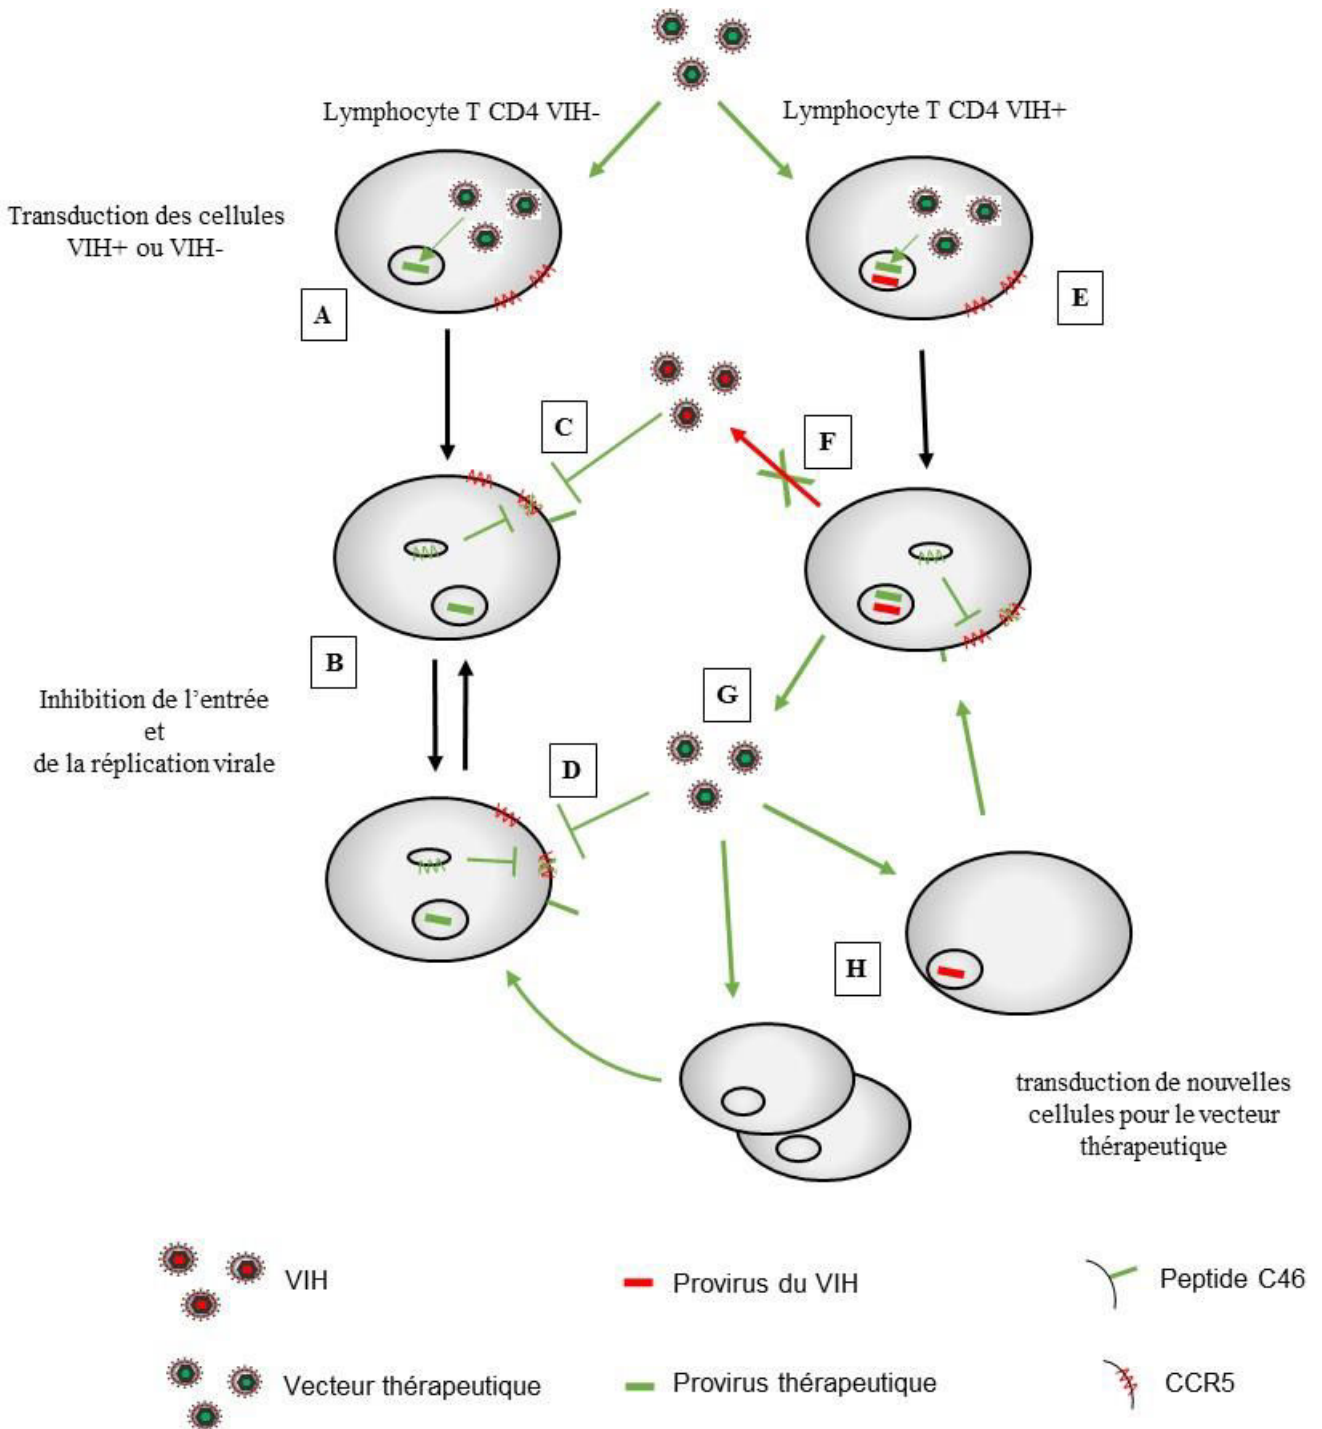 Lymphocyte T CD4 VIH-
Lymphocyte T CD4 VIH+
Transduction des cellules
VIH+ ou VIH-
A
E
C
F
B
G
Inhibition de l'entrée
et
de la réplication virale
D
H
transduction de nouvelles
cellules pour le vecteur
thérapeutique
VIH
Provirus du VIH
Peptide C46
Vecteur thérapeutique
Provirus thérapeutique
CCR5